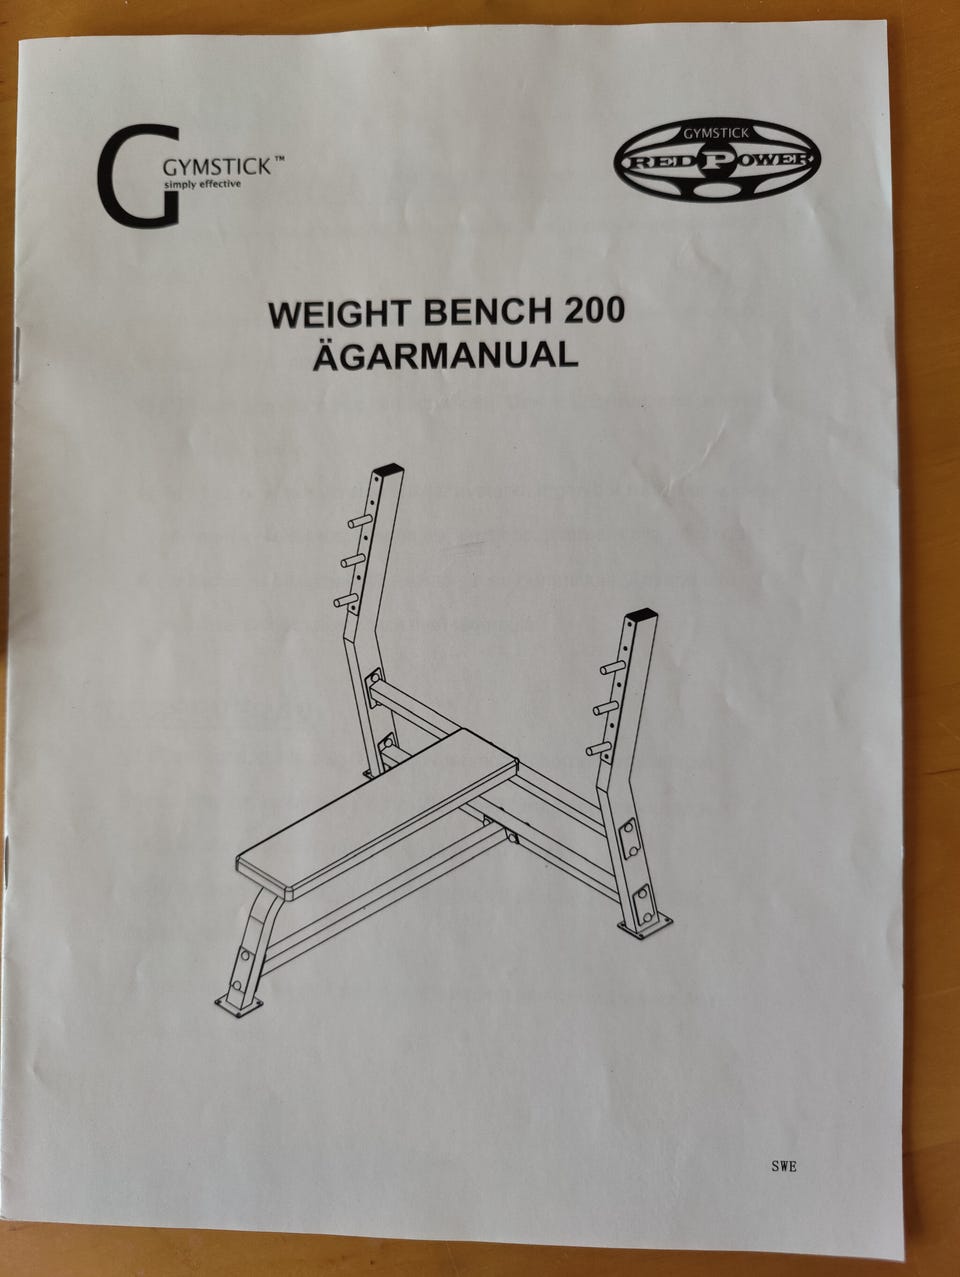 GYMSTICK™
simply effective
GYMSTICK
RED POWER
WEIGHT BENCH 200
ÄGARMANUAL
SWE